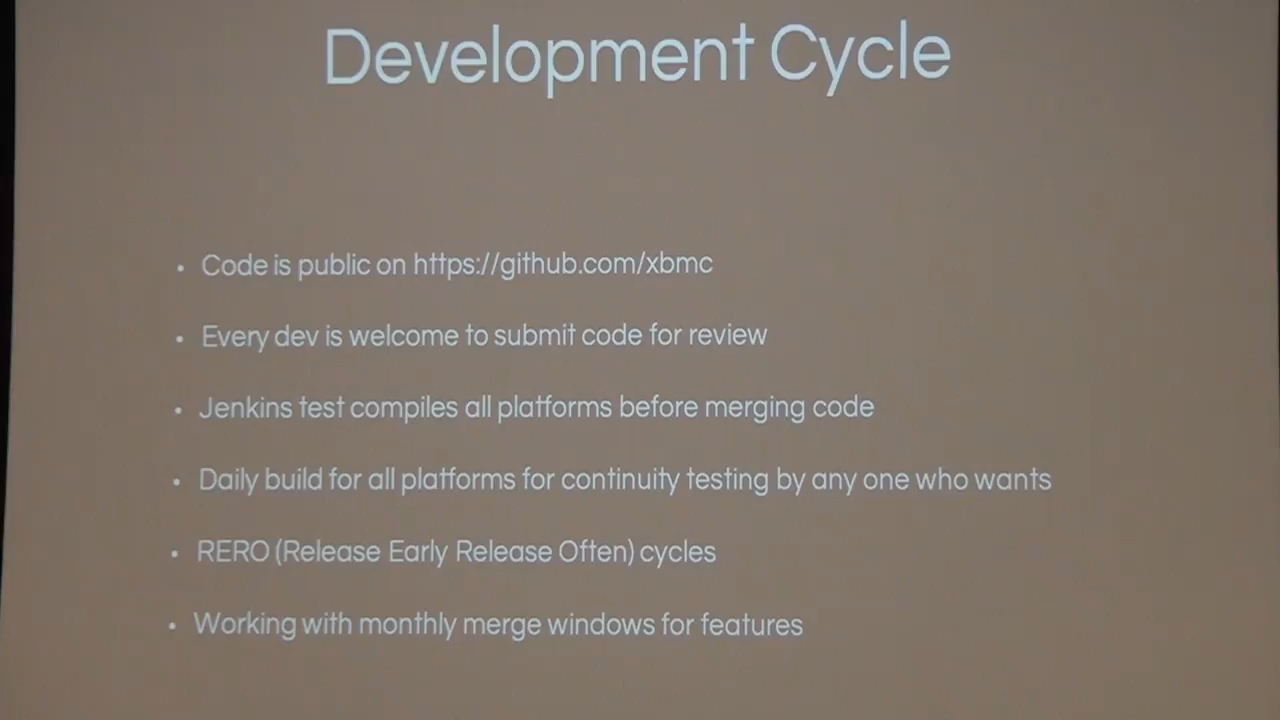 Development Cycle
• Code is public on https://github.com/xbmc
• Every dev is welcome to submit code for review
• Jenkins test compiles all platforms before merging code
• Daily build for all platforms for continuity testing by any one who wants
• RERO (Release Early Release Often) cycles
• Working with monthly merge windows for features